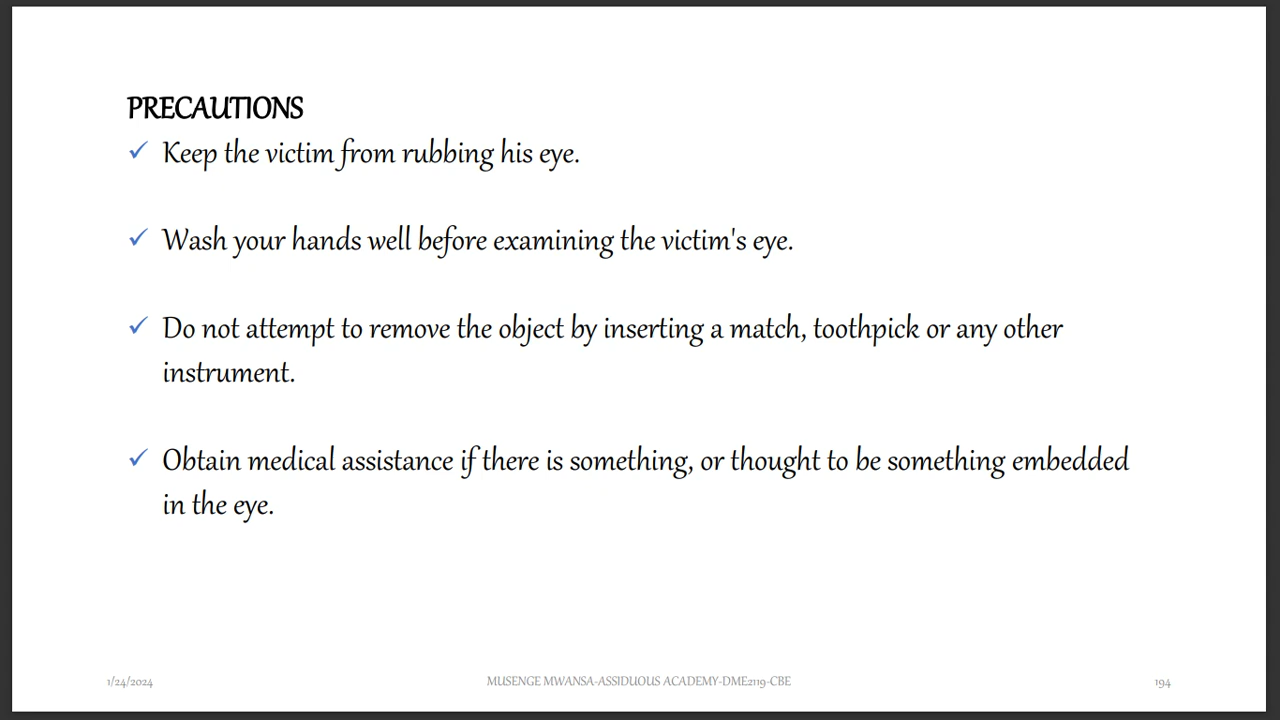 PRECAUTIONS
✓ Keep the victim from rubbing his eye.
✓ Wash your hands well before examining the victim's eye.
✓ Do not attempt to remove the object by inserting a match, toothpick or any other
instrument.
✓ Obtain medical assistance if there is something, or thought to be something embedded
in the eye.
1/24/2024
MUSENGE MWANSA-ASSIDUOUS ACADEMY-DME2119-CBE
194